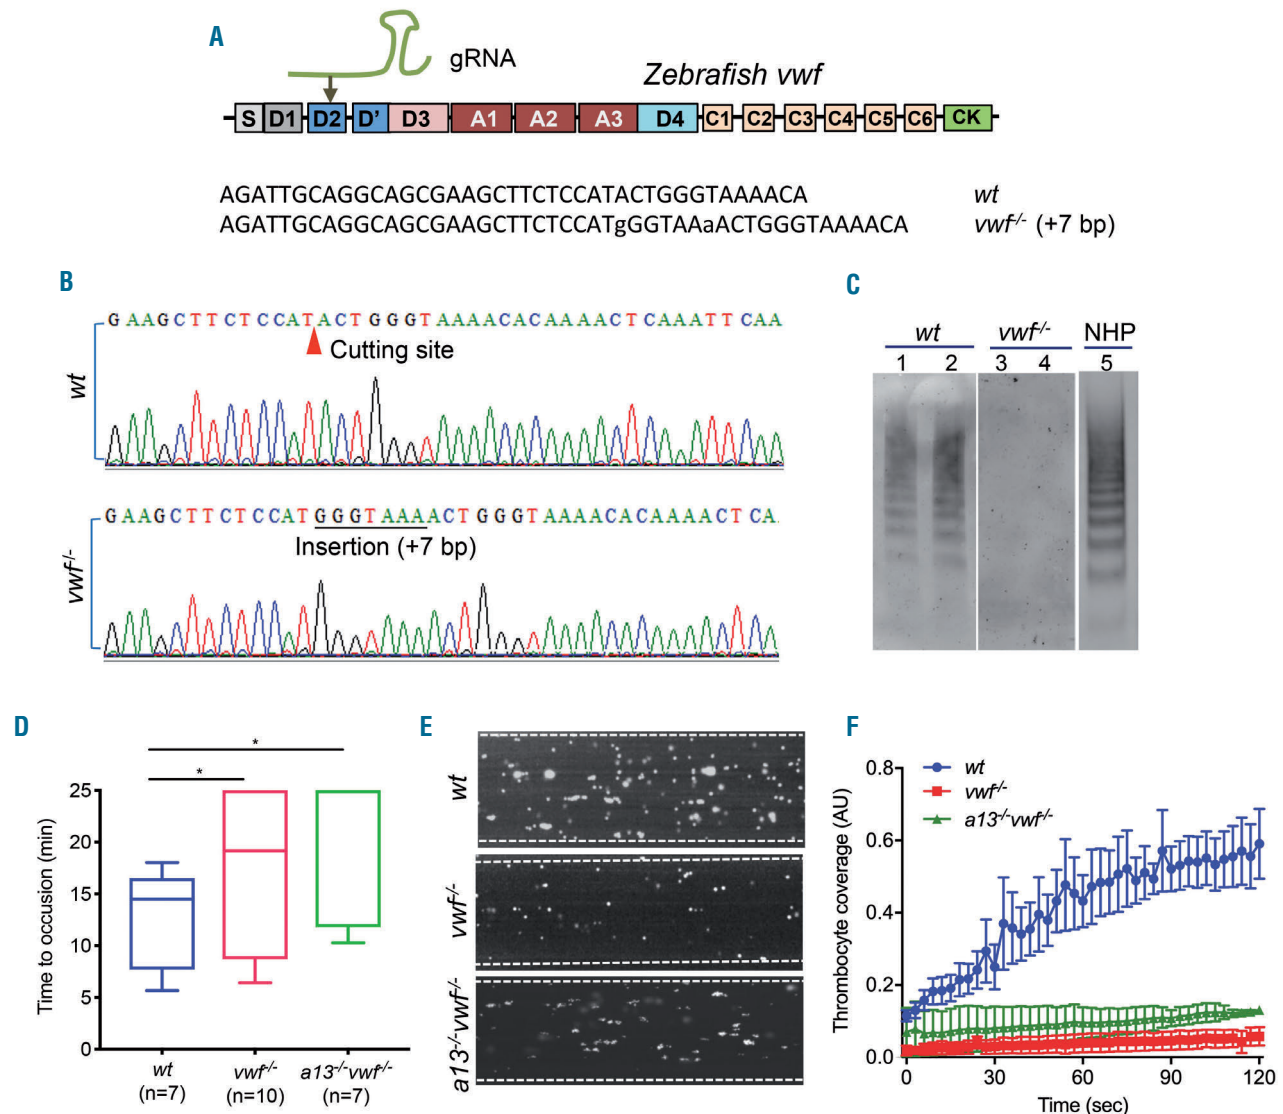 A
gRNA
Zebrafish vwf
S D1 D2 D' D3 A1 A2 A3 D4 C1 C2 C3 C4 C5 C6 CK
AGATTGCAGGCAGCGAAGCTTCTCCATACTGGGTAAAACA wt
AGATTGCAGGCAGCGAAGCTTCTCCATgGGTAAaACTGGGTAAAACA vwf-/- (+7 bp)
B
GAAGCTTCTCCATACTGGGTAAAACACAAAACTCAAATTCAA
Cutting site
wt
GAAGCTTCTCCATGGGTAAAACTGGGTAAAACACAAAACTCA
Insertion (+7 bp)
vwf-/-
C
wt vwf-/- NHP
1 2 3 4 5
D
* 
*
Time to occusion (min)
25
20
15
10
5
0
wt vwf-/- a13-/-vwf-/-
(n=7) (n=10) (n=7)
E
wt
vwf-/-
a13-/-vwf-/-
F
wt
vwf-/-
a13-/-vwf-/-
Thrombocyte coverage (AU)
0.8
0.6
0.4
0.2
0.0
0 30 60 90 120
Time (sec)